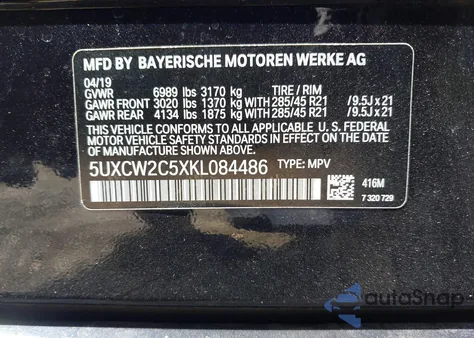 MFD BY BAYERISCHE MOTOREN WERKE AG
04/19 TIRE / RIM
GVWR 6989 lbs 3170 kg
GAWR FRONT 3020 lbs 1370 kg WITH 285/45 R21 /9.5J x 21
GAWR REAR 4134 lbs 1875 kg WITH 285/45 R21 /9.5J x 21
THIS VEHICLE CONFORMS TO ALL APPLICABLE U. S. FEDERAL
MOTOR VEHICLE SAFETY STANDARDS IN EFFECT ON THE DATE OF
MANUFACTURE SHOWN ABOVE.
5UXCW2C5XKL084486 TYPE: MPV
416M
7 320 729
autoSnap